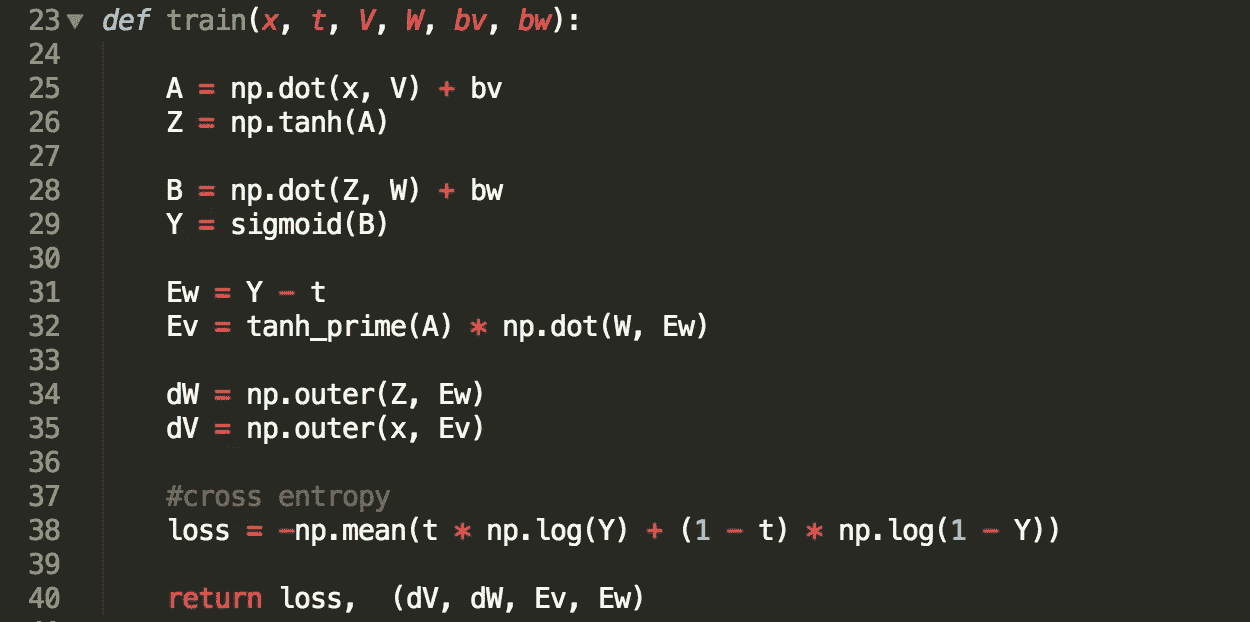 23 def train(x, t, V, W, bv, bw):
24
25 A = np.dot(x, V) + bv
26 Z = np.tanh(A)
27
28 B = np.dot(Z, W) + bw
29 Y = sigmoid(B)
30
31 Ew = Y - t
32 Ev = tanh_prime(A) * np.dot(W, Ew)
33
34 dW = np.outer(Z, Ew)
35 dV = np.outer(x, Ev)
36
37 #cross entropy
38 loss = -np.mean(t * np.log(Y) + (1 - t) * np.log(1 - Y))
39
40 return loss,  (dV, dW, Ev, Ew)